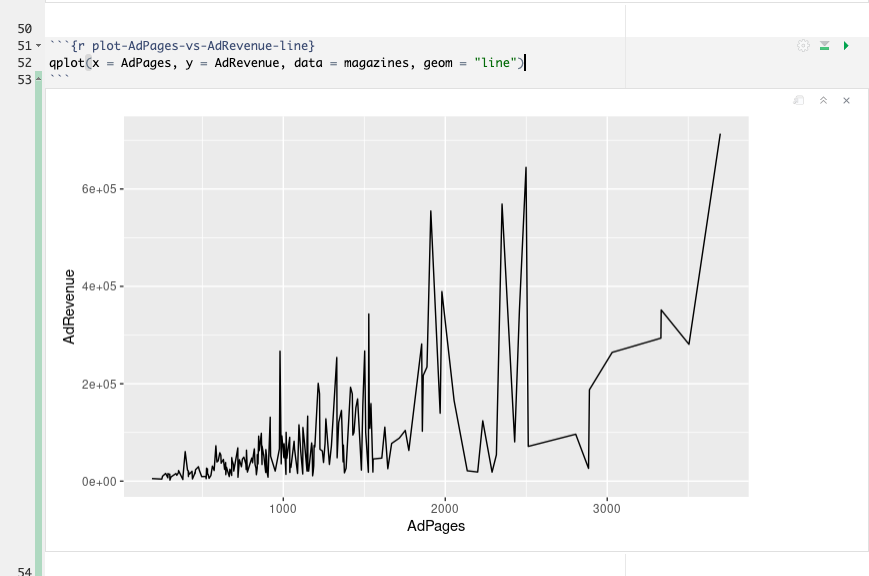 50
51 ```{r plot-AdPages-vs-AdRevenue-line}
52 qplot(x = AdPages, y = AdRevenue, data = magazines, geom = "line")
53 ```
6e+05
4e+05
2e+05
0e+00
AdRevenue
1000 2000 3000
AdPages
54